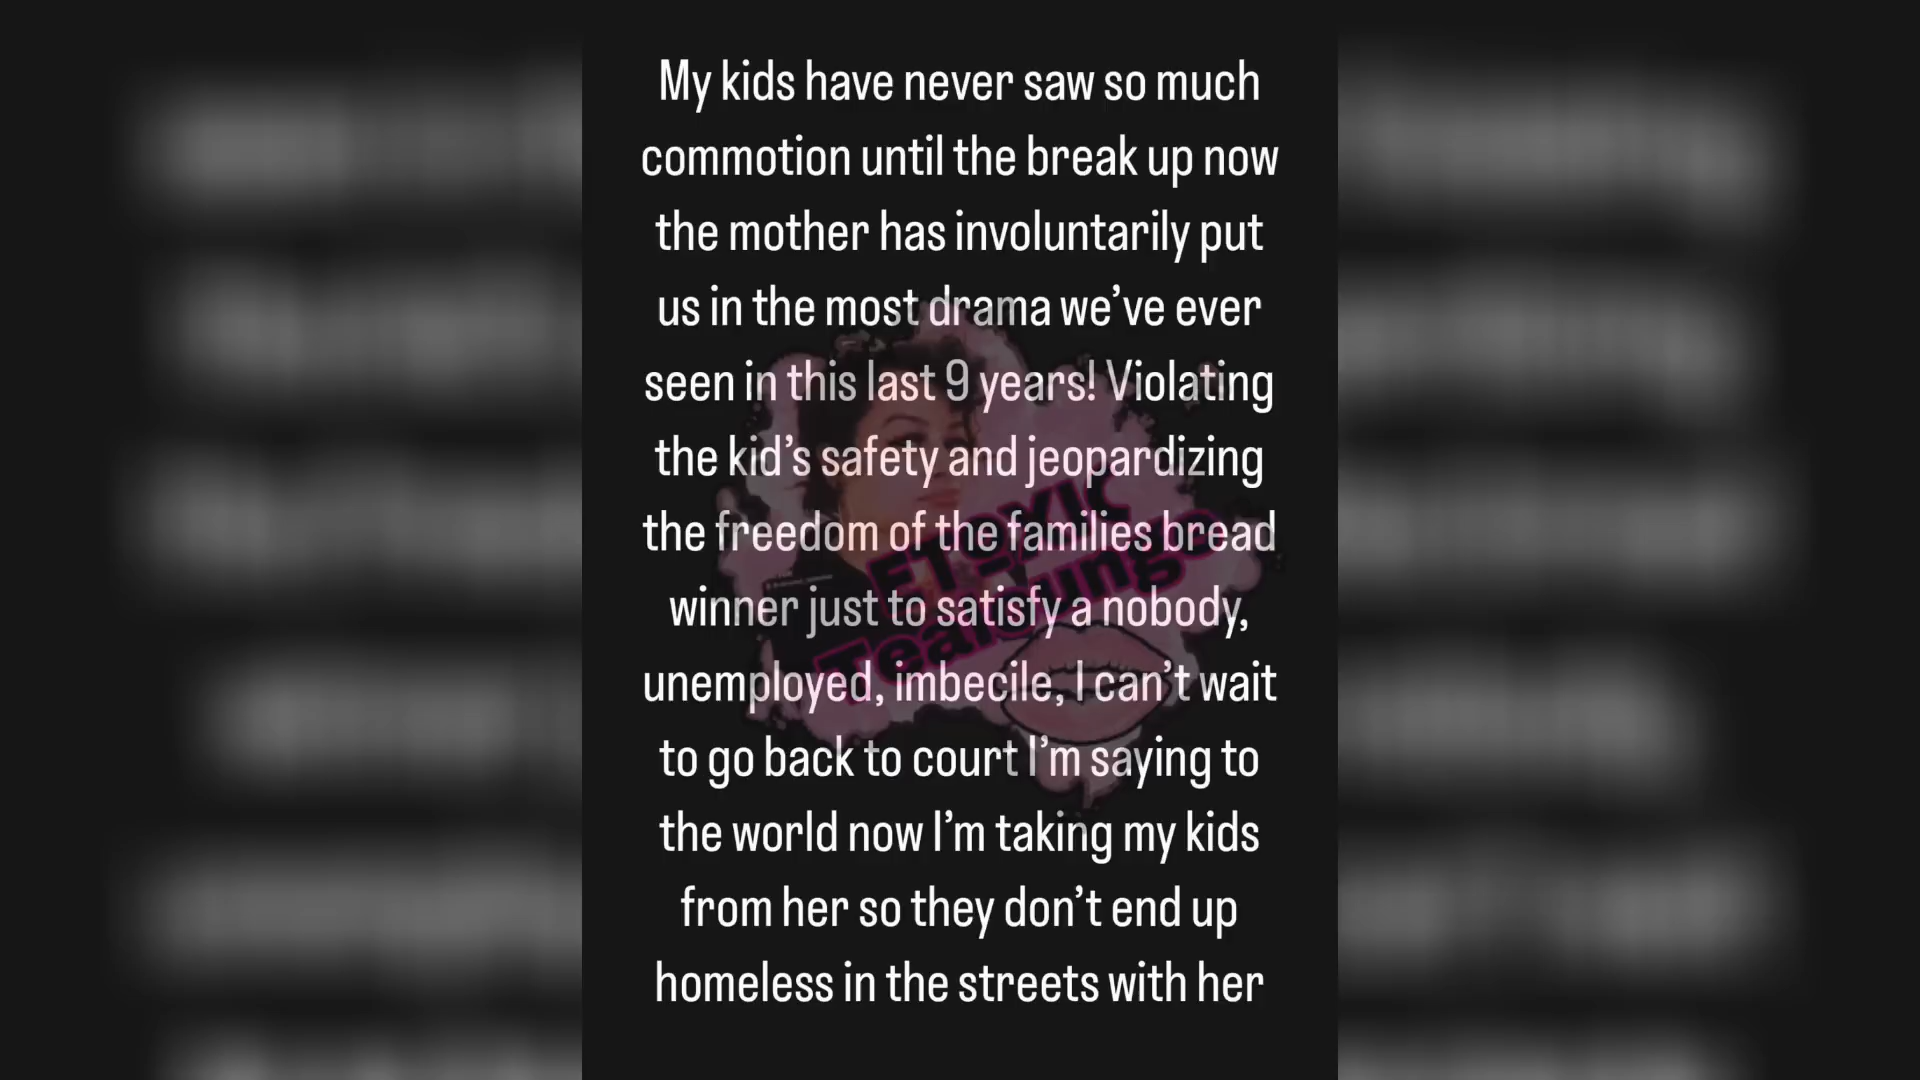 My kids have never saw so much
commotion until the break up now
the mother has involuntarily put
us in the most drama we've ever
seen in this last 9 years! Violating
the kid's safety and jeopardizing
the freedom of the families bread
winner just to satisfy a nobody,
unemployed, imbecile, I can't wait
to go back to court I'm saying to
the world now I'm taking my kids
from her so they don't end up
homeless in the streets with her
ETOXIC
Tealounge